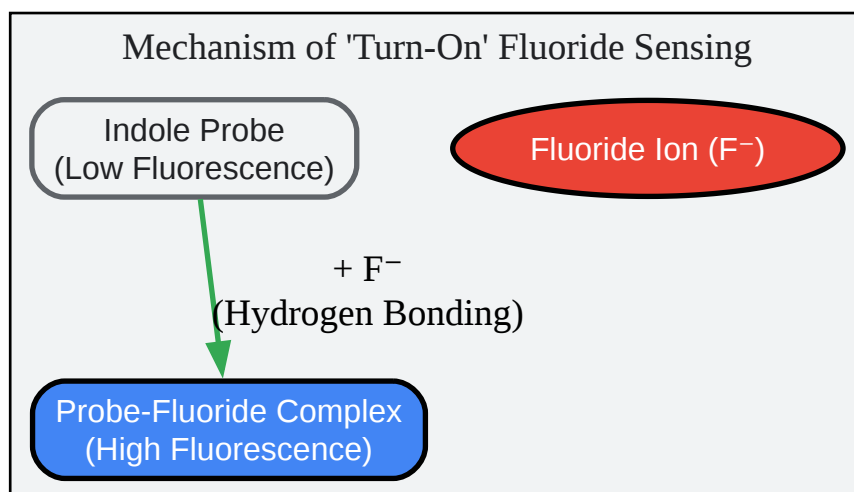 Mechanism of 'Turn-On' Fluoride Sensing
Indole Probe
(Low Fluorescence)
Fluoride Ion (F⁻)
+ F⁻
(Hydrogen Bonding)
Probe-Fluoride Complex
(High Fluorescence)